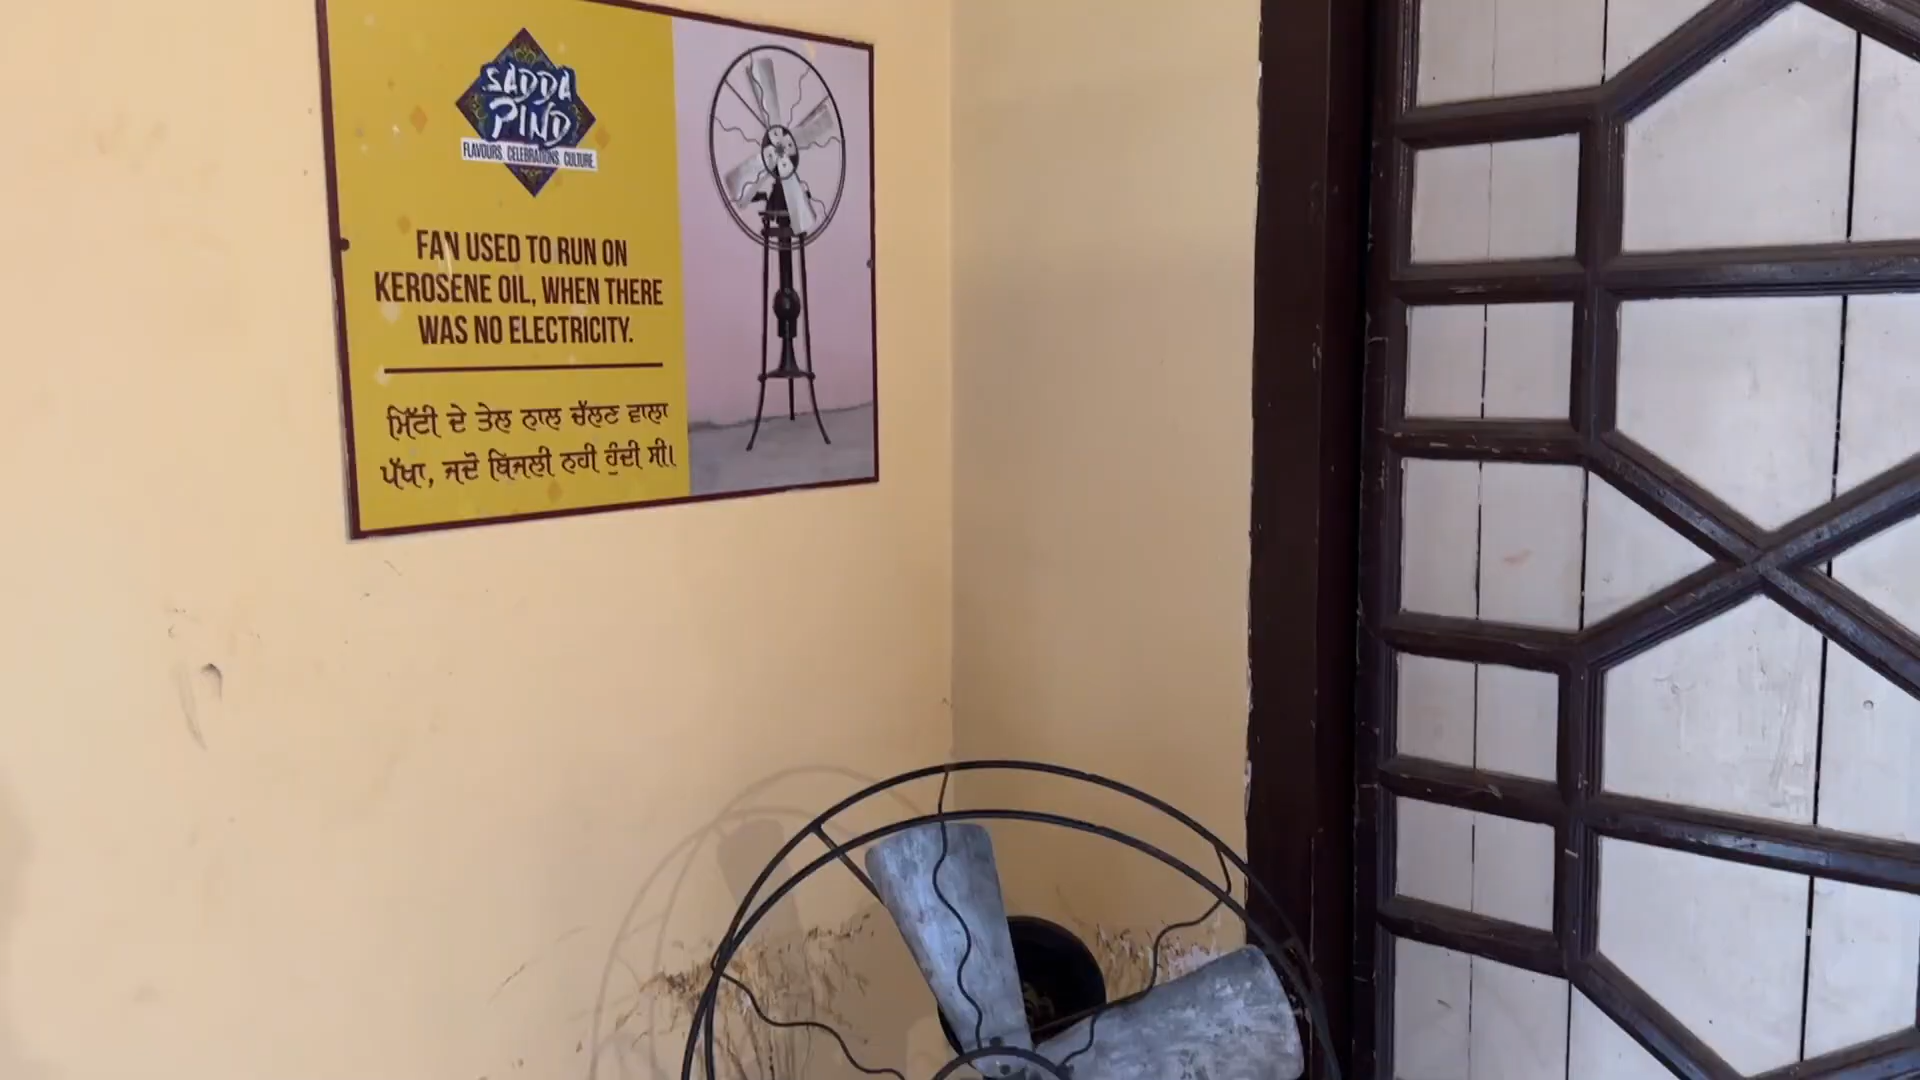 SADDA
PIND
FLAVOURS. CELEBRATIONS. CULTURE.
FAN USED TO RUN ON
KEROSENE OIL, WHEN THERE
WAS NO ELECTRICITY.
ਮਿੱਟੀ ਦੇ ਤੇਲ ਨਾਲ ਚੱਲਣ ਵਾਲਾ
ਪੱਖਾ, ਜਦੋ ਬਿਜਲੀ ਨਹੀ ਹੁੰਦੀ ਸੀ।